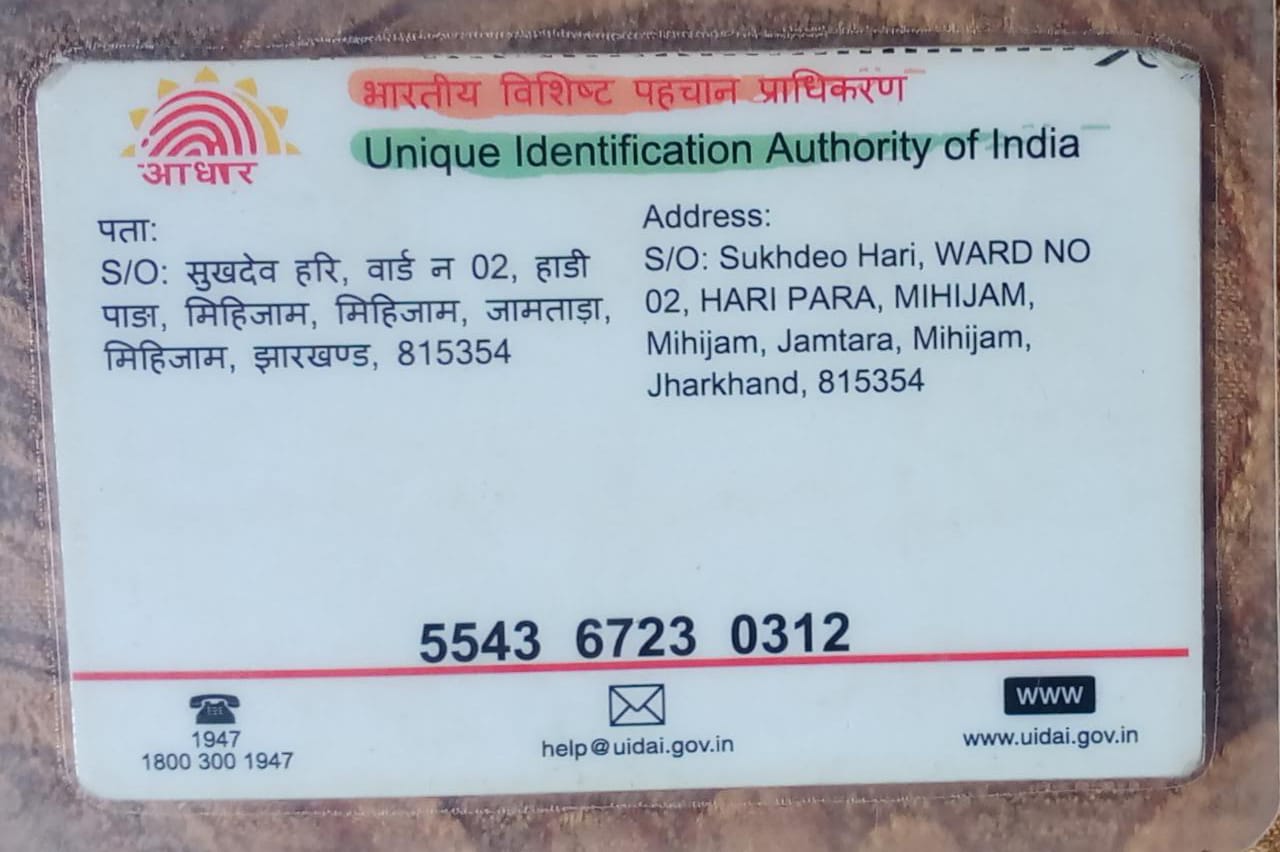 आधार
भारतीय विशिष्ट पहचान प्राधिकरण
Unique Identification Authority of India
पता:
S/O: सुखदेव हरि, वार्ड न 02, हाडी
पाडा, मिहिजाम, मिहिजाम, जामताड़ा,
मिहिजाम, झारखण्ड, 815354
Address:
S/O: Sukhdeo Hari, WARD NO
02, HARI PARA, MIHIJAM,
Mihijam, Jamtara, Mihijam,
Jharkhand, 815354
5543 6723 0312
1947
1800 300 1947
help@uidai.gov.in
www
www.uidai.gov.in